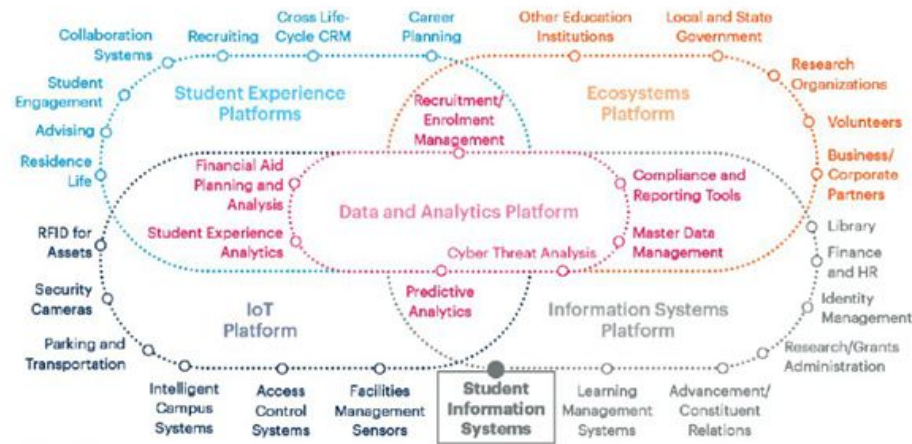 Collaboration
Systems
Recruiting
Cross Life-
Cycle CRM
Career
Planning
Other Education
Institutions
Local and State
Government
Student
Engagement
Student Experience
Platforms
Recruitment/
Enrolment
Management
Ecosystems
Platform
Research
Organizations
Advising
Volunteers
Residence
Life
Financial Aid
Planning and
Analysis
Compliance and
Reporting Tools
Business/
Corporate
Partners
Data and Analytics Platform
RFID for
Assets
Student Experience
Analytics
Cyber Threat Analysis
Master Data
Management
Library
Finance
and HR
Security
Cameras
IoT
Platform
Predictive
Analytics
Information Systems
Platform
Identity
Management
Parking and
Transportation
Research/Grants
Administration
Intelligent
Campus
Systems
Access
Control
Systems
Facilities
Management
Sensors
Student
Information
Systems
Learning
Management
Systems
Advancement/
Constituent
Relations